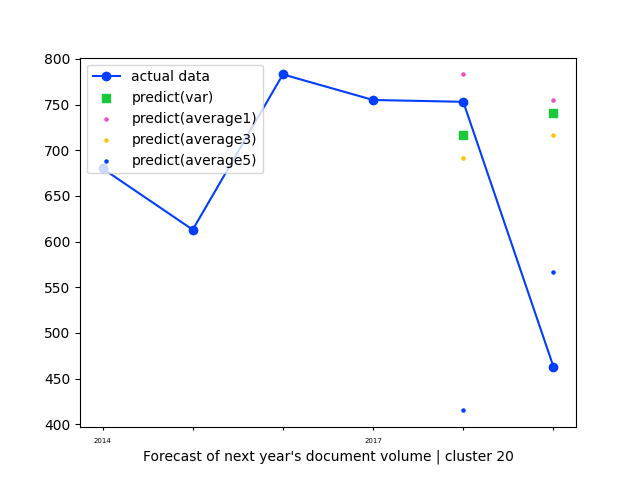 800
750
700
650
600
550
500
450
400
actual data
predict(var)
predict(average1)
predict(average3)
predict(average5)
2014
2017
Forecast of next year's document volume | cluster 20